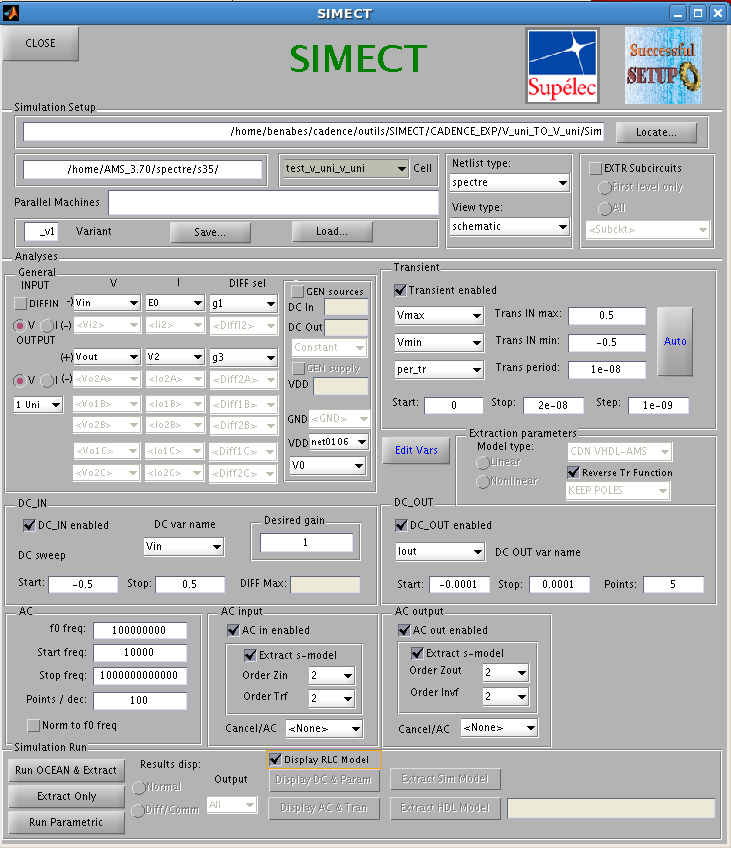 SIMECT
CLOSE
SIMECT
Supélec
Successful
SETUP
Simulation Setup
/home/benabes/cadence/outils/SIMECT/CADENCE_EXP/V_uni_TO_V_uni/Sim
Locate...
/home/AMS_3.70/spectre/s35/
test_v_uni_v_uni
Cell
Netlist type:
spectre
View type:
schematic
EXTR Subcircuits
First level only
All
<Subckt>
Parallel Machines
_v1
Variant
Save...
Load...
Analyses
General
INPUT V I DIFF sel
DIFFIN -) Vin E0 g1
V I (-) <Vi2> <Ii2> <DiffI2>
OUTPUT
(+) Vout V2 g3
V I (-) <Vo2A> <Io2A> <Diff2A>
1 Uni <Vo1B> <Io1B> <Diff1B>
<Vo2B> <Io2B> <Diff2B>
<Vo1C> <Io1C> <Diff1C>
<Vo2C> <Io2C> <Diff2C>
GEN sources
DC In
DC Out
Constant
GEN supply
VDD
GND <GND>
VDD net0106
V0
Transient
Transient enabled
Vmax Trans IN max: 0.5
Vmin Trans IN min: -0.5
per_tr Trans period: 1e-08
Auto
Start: 0 Stop: 2e-08 Step: 1e-09
Edit Vars
Extraction parameters
Model type: CDN VHDL-AMS
Linear
Reverse Tr Function
Nonlinear
KEEP POLES
DC_IN
DC_IN enabled
DC var name
Vin
Desired gain
1
DC sweep
Start: -0.5 Stop: 0.5 DIFF Max:
DC_OUT
DC_OUT enabled
Iout DC OUT var name
Start: -0.0001 Stop: 0.0001 Points: 5
AC
f0 freq: 100000000
Start freq: 10000
Stop freq: 1000000000000
Points / dec: 100
Norm to f0 freq
AC input
AC in enabled
Extract s-model
Order Zin 2
Order Trf 2
Cancel/AC <None>
AC output
AC out enabled
Extract s-model
Order Zout 2
Order Invf 2
Cancel/AC <None>
Simulation Run
Run OCEAN & Extract
Extract Only
Run Parametric
Results disp:
Normal
Diff/Comm
Output
All
Display RLC Model
Display DC & Param
Display AC & Tran
Extract Sim Model
Extract HDL Model